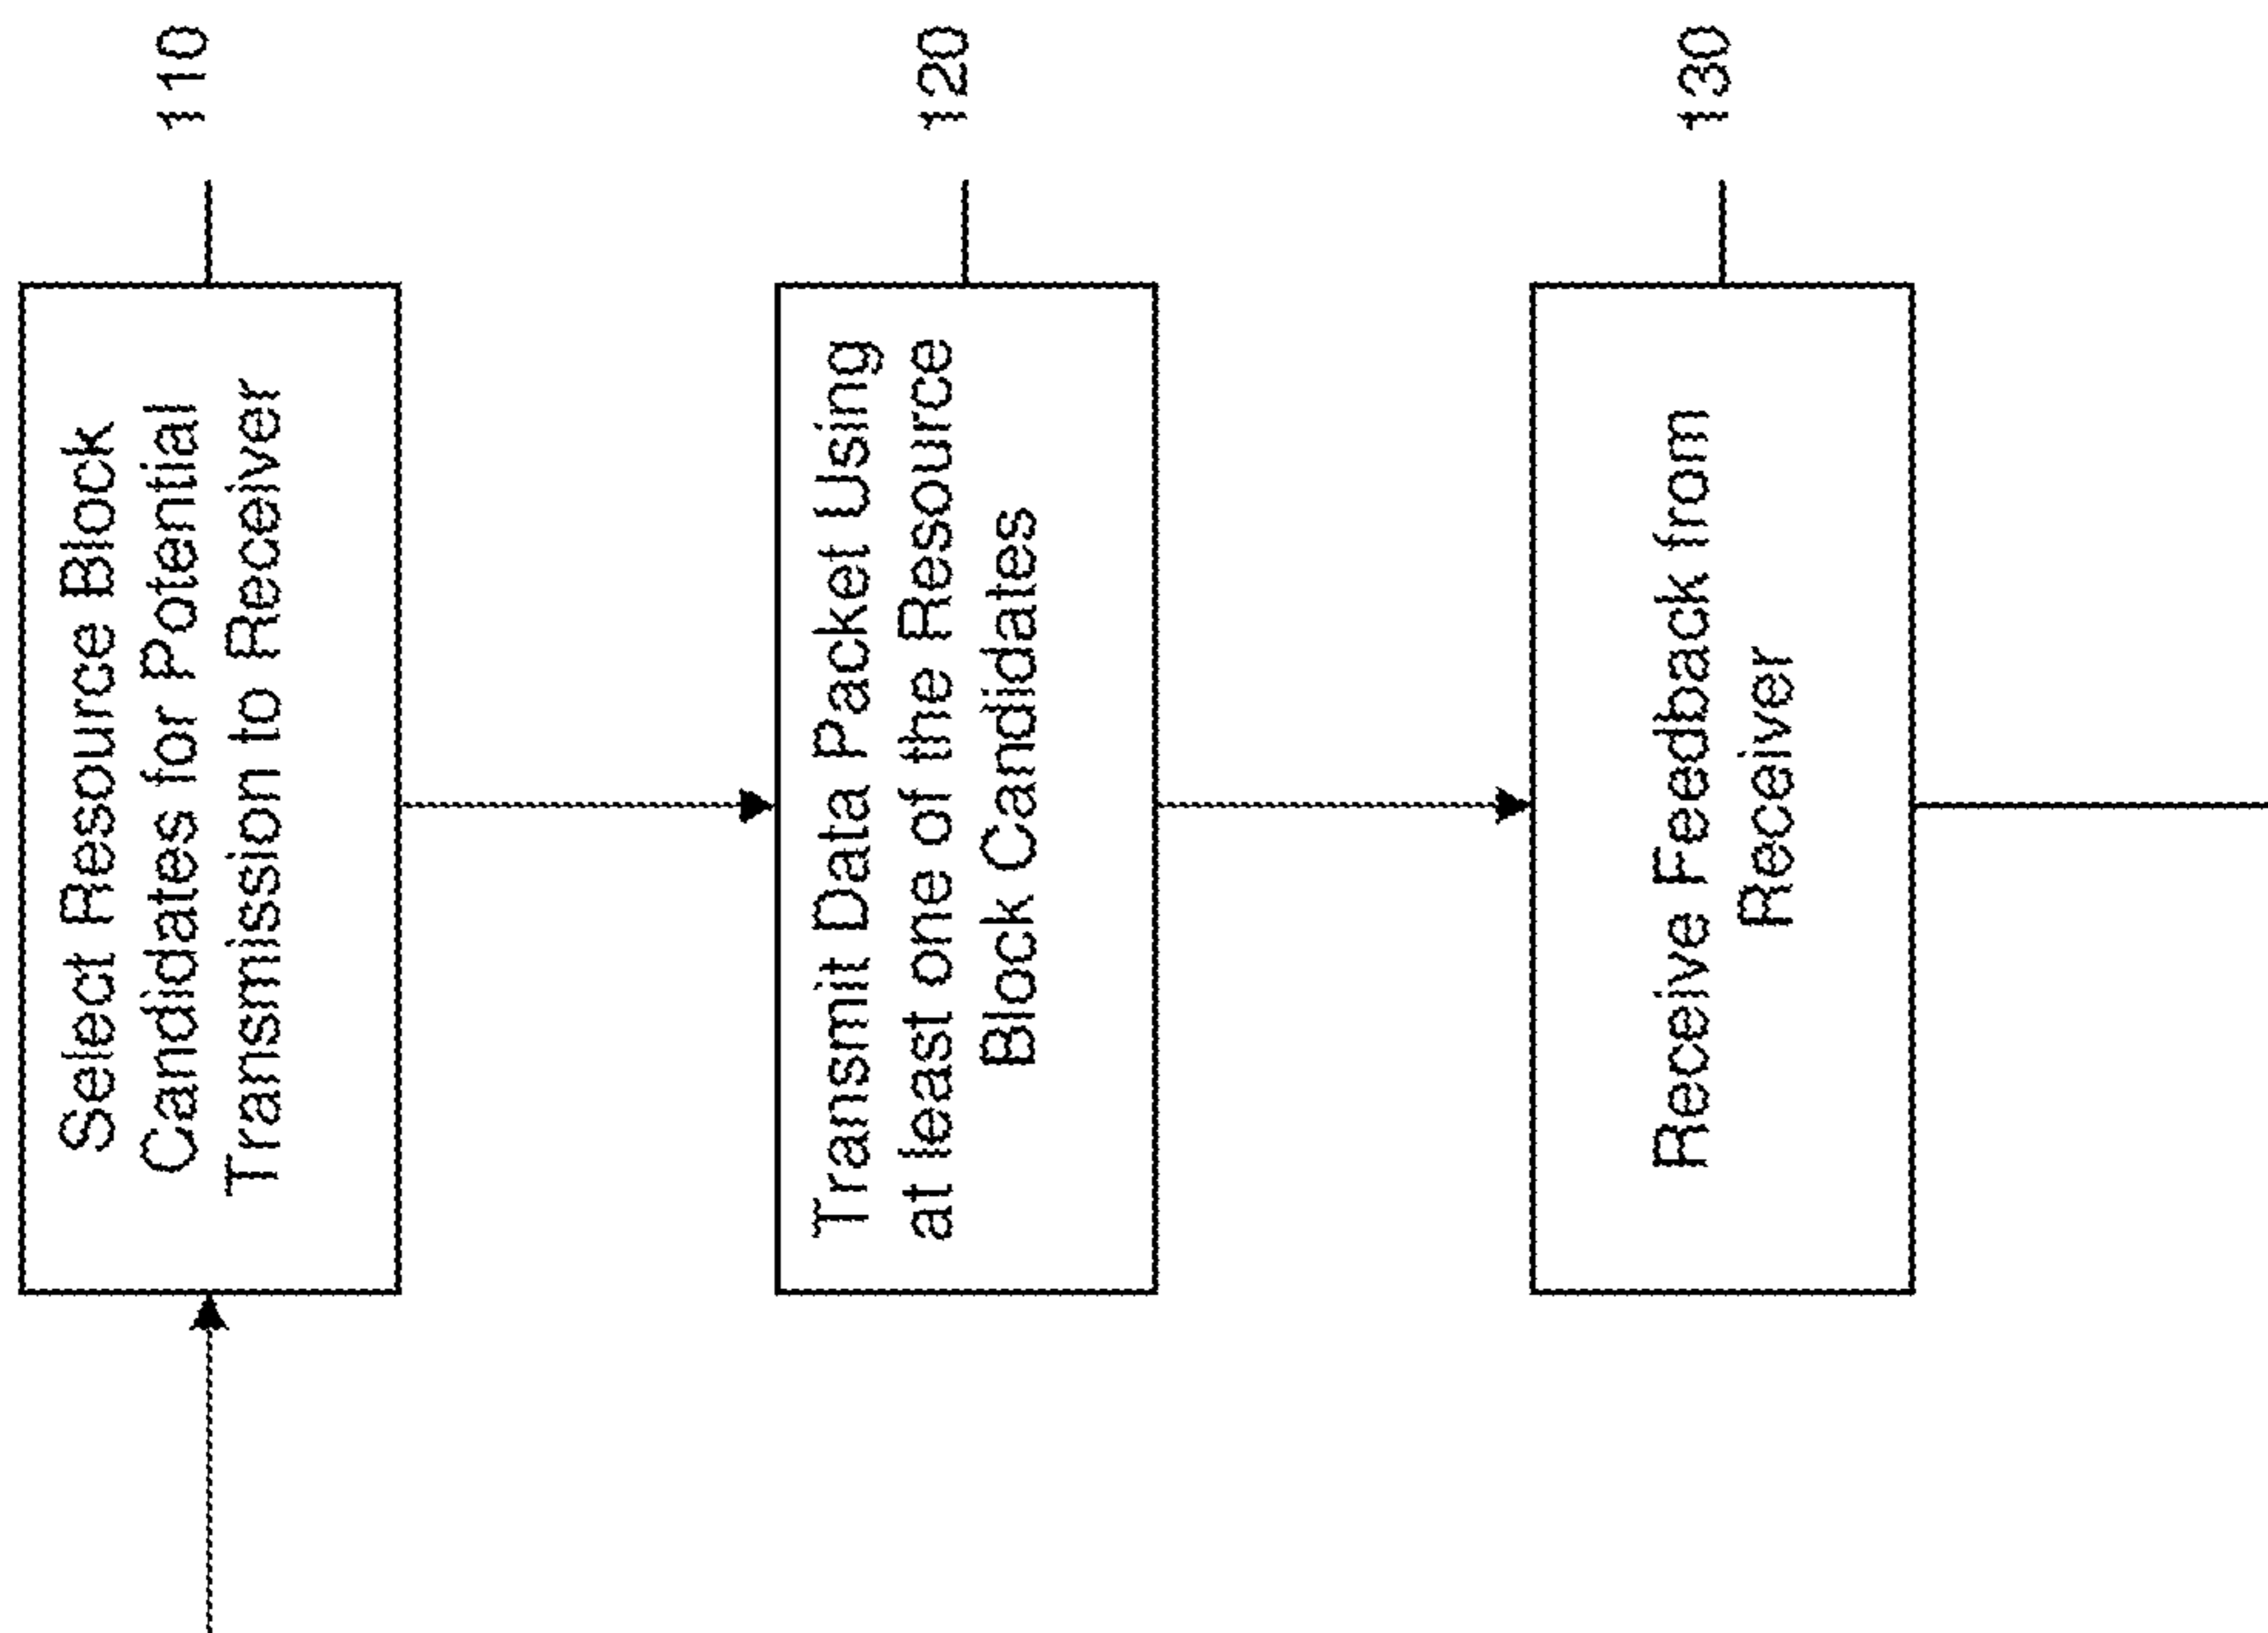 Select Resource Block
Candidates for Potential
Transmission to Receiver
110
Transmit Data Packet Using
at least one of the Resource
Block Candidates
120
Receive Feedback from
Receiver
130